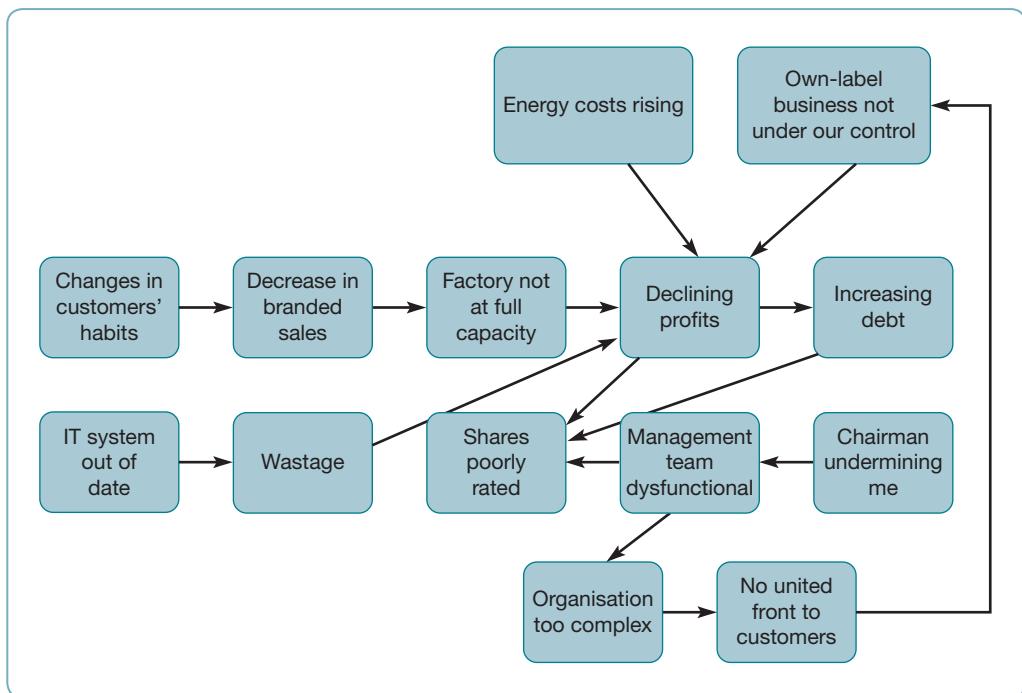 Energy costs rising
Own-label
business not
under our control
Changes in
customers’
habits
Decrease in
branded
sales
Factory not
at full
capacity
Declining
profits
Increasing
debt
IT system
out of
date
Wastage
Shares
poorly
rated
Management
team
dysfunctional
Chairman
undermining
me
Organisation
too complex
No united
front to
customers